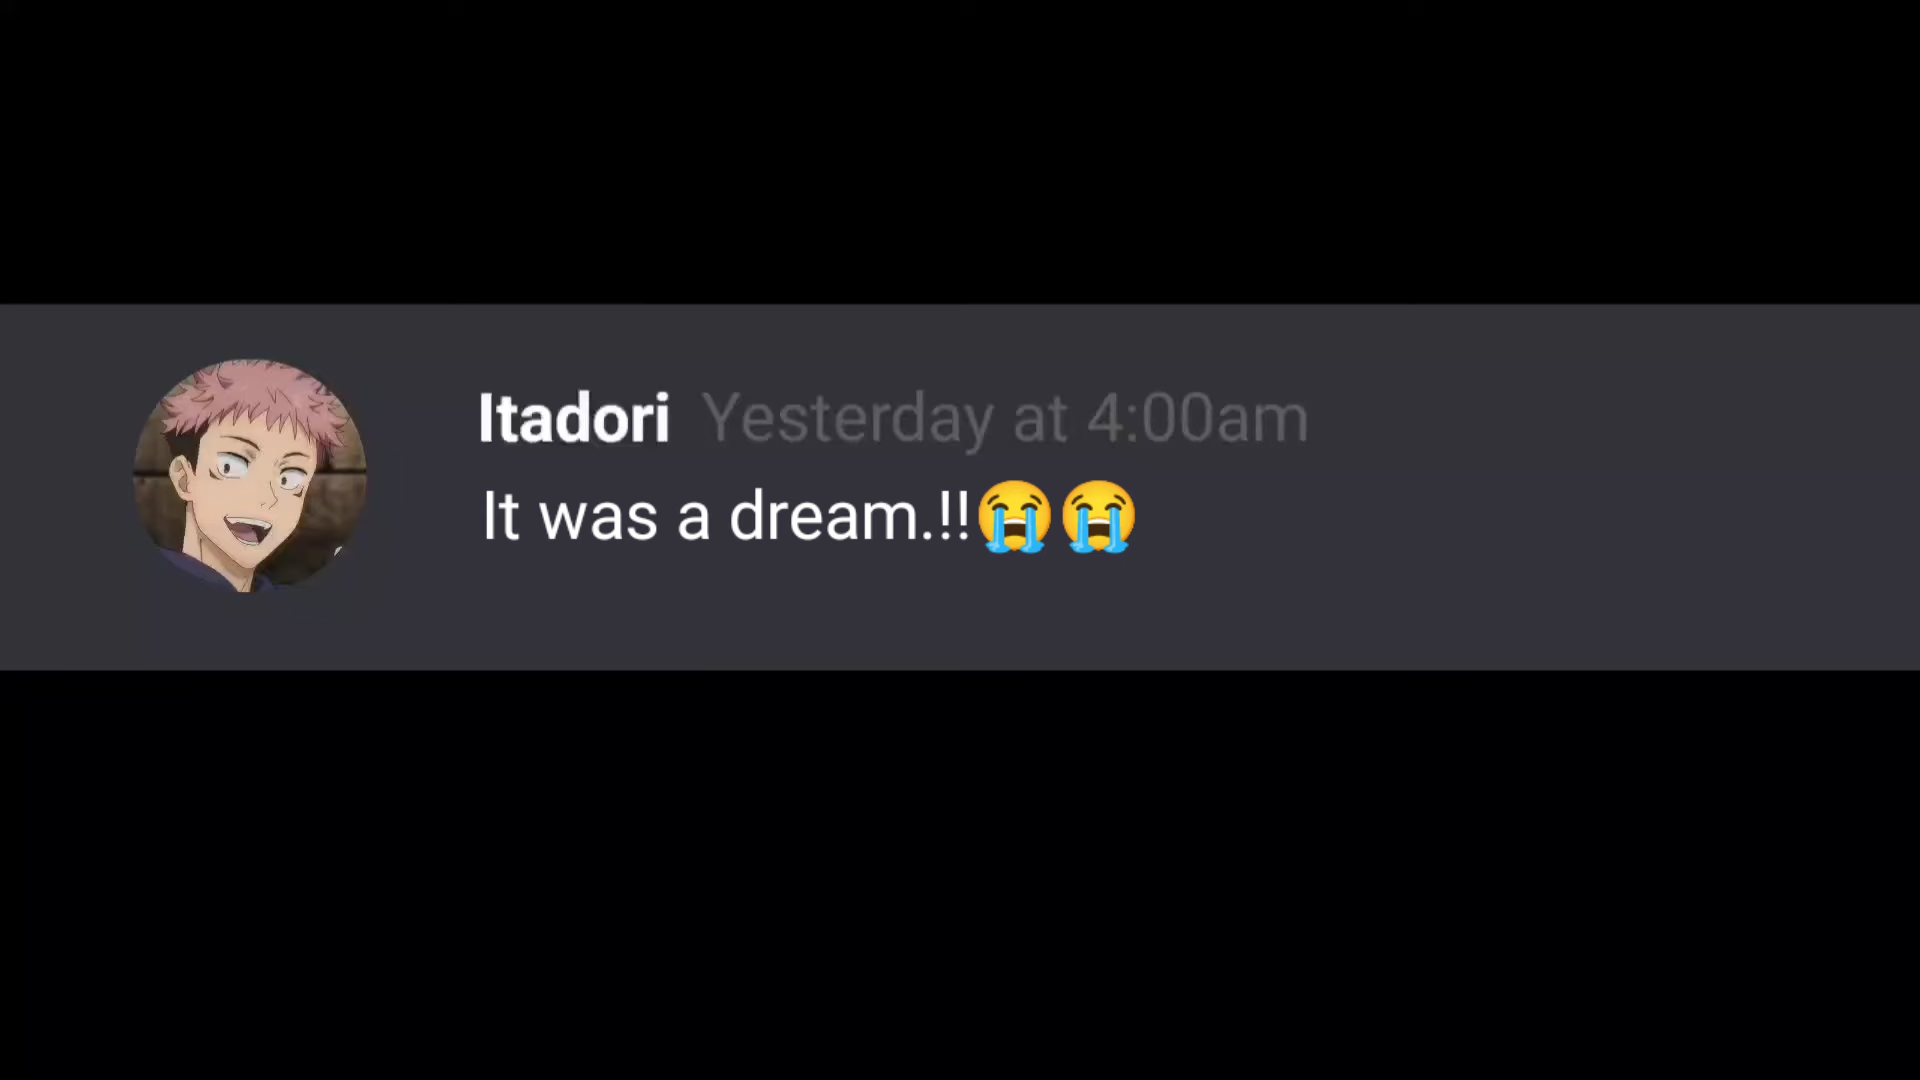 Itadori Yesterday at 4:00am
It was a dream.!!😭😭